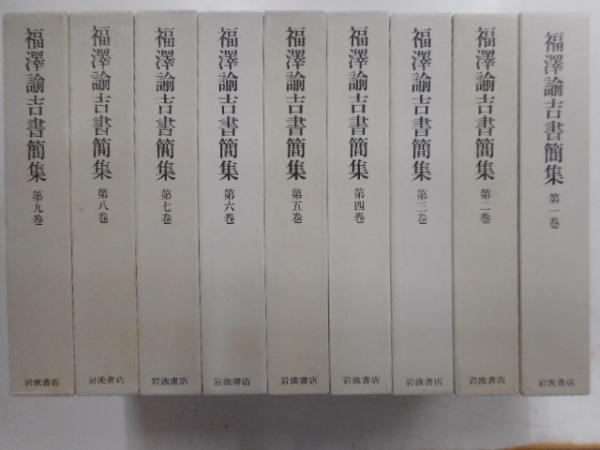 福澤諭吉書簡集 第九巻 岩波書店
福澤諭吉書簡集 第八巻 岩波書店
福澤諭吉書簡集 第七巻 岩波書店
福澤諭吉書簡集 第六巻 岩波書店
福澤諭吉書簡集 第五巻 岩波書店
福澤諭吉書簡集 第四巻 岩波書店
福澤諭吉書簡集 第三巻 岩波書店
福澤諭吉書簡集 第二巻 岩波書店
福澤諭吉書簡集 第一巻 岩波書店